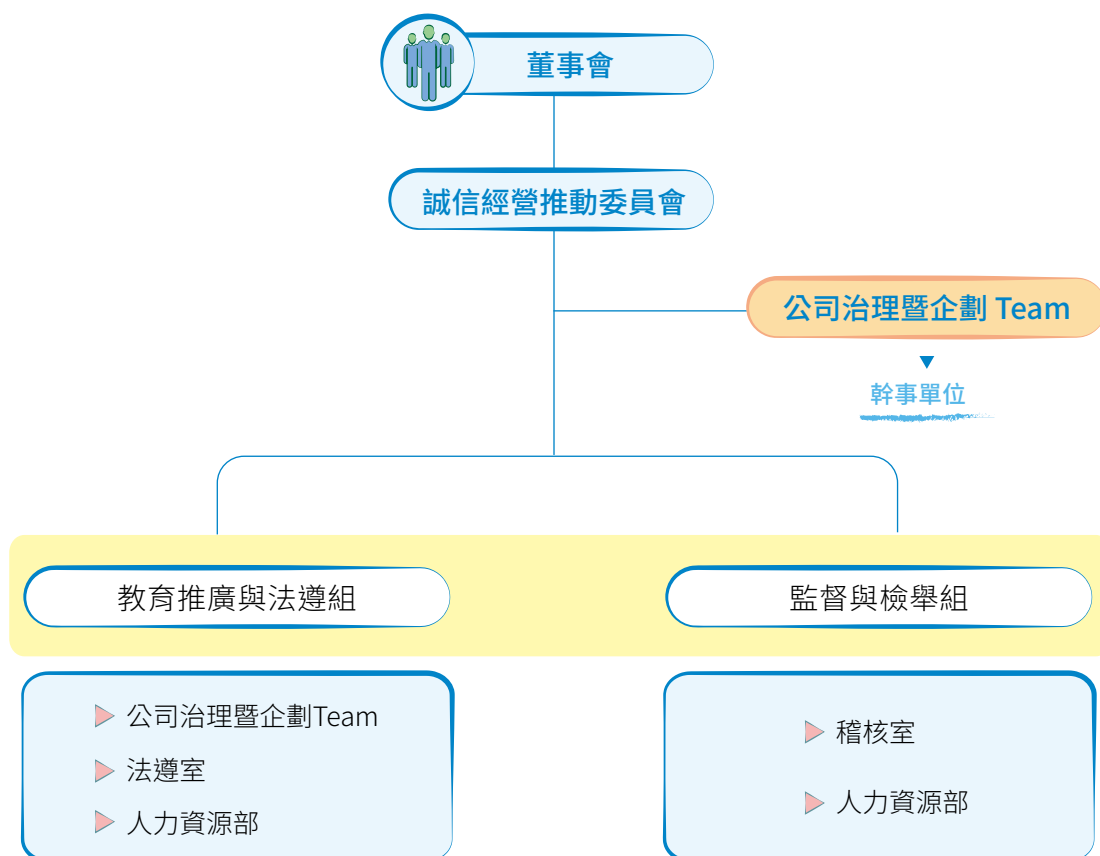 董事會
誠信經營推動委員會
公司治理暨企劃 Team
幹事單位
教育推廣與法遵組
監督與檢舉組
公司治理暨企劃Team
法遵室
人力資源部
稽核室
人力資源部